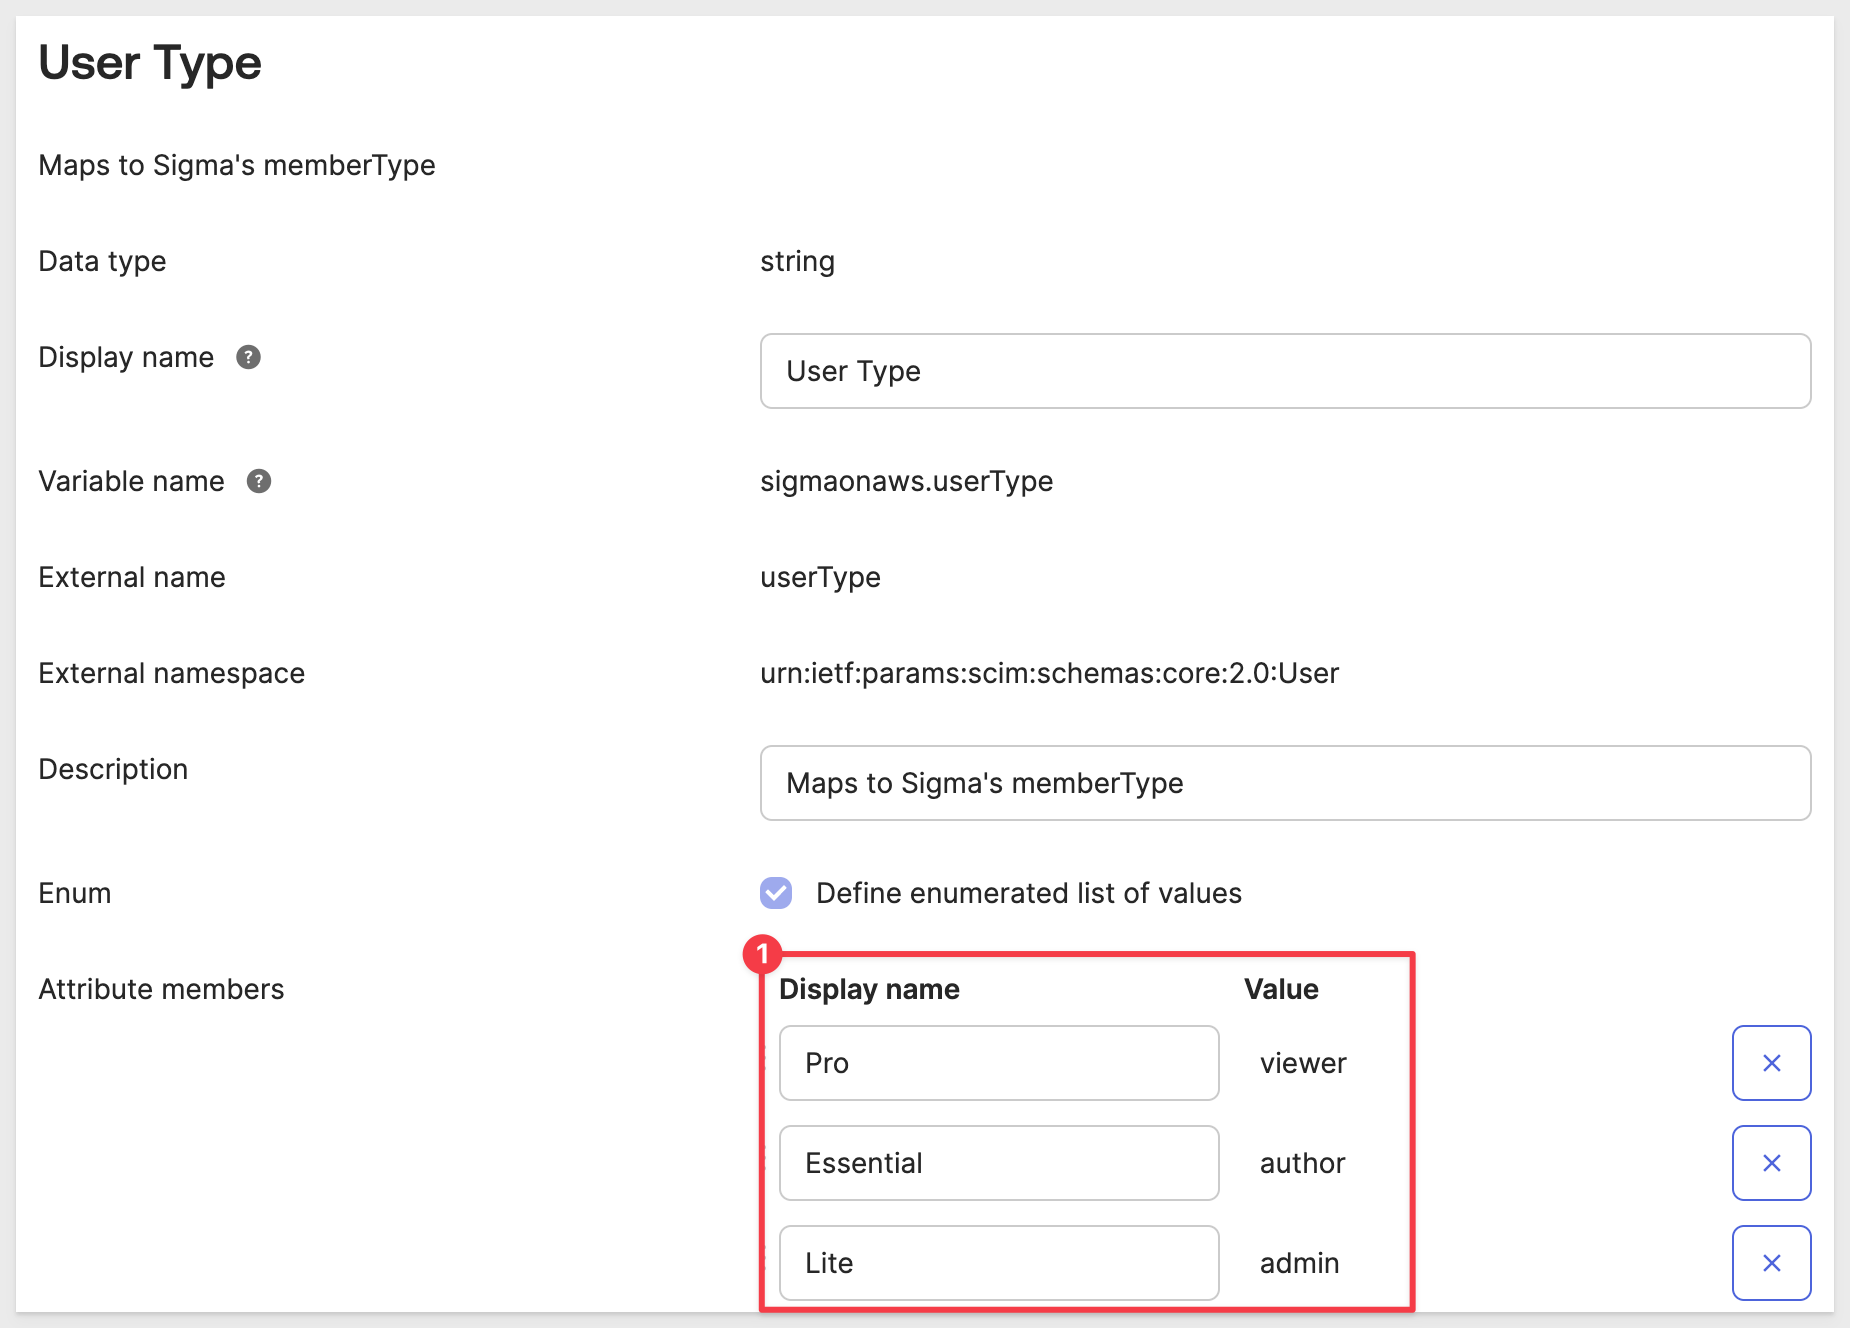 User Type
Maps to Sigma's memberType
Data type string
Display name ? User Type
Variable name ? sigmaonaws.userType
External name userType
External namespace urn:ietf:params:scim:schemas:core:2.0:User
Description Maps to Sigma's memberType
Enum Define enumerated list of values
1
Attribute members Display name Value
Pro viewer
Essential author
Lite admin